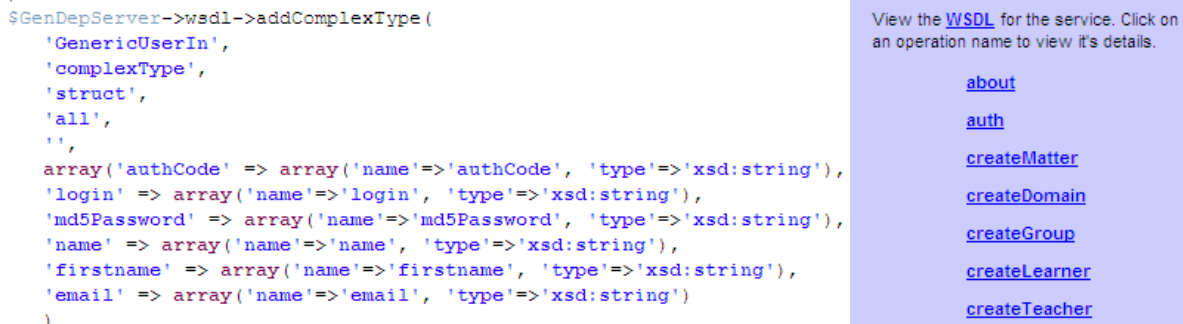 $GenDepServer->wsdl->addComplexType(
'GenericUserIn',
'complexType',
'struct',
'all',
'',
array('authCode' => array('name'=>'authCode', 'type'=>'xsd:string'),
'login' => array('name'=>'login', 'type'=>'xsd:string'),
'md5Password' => array('name'=>'md5Password', 'type'=>'xsd:string'),
'name' => array('name'=>'name', 'type'=>'xsd:string'),
'firstname' => array('name'=>'firstname', 'type'=>'xsd:string'),
'email' => array('name'=>'email', 'type'=>'xsd:string')
)
View the WSDL for the service. Click on
an operation name to view it's details.
about
auth
createMatter
createDomain
createGroup
createLearner
createTeacher